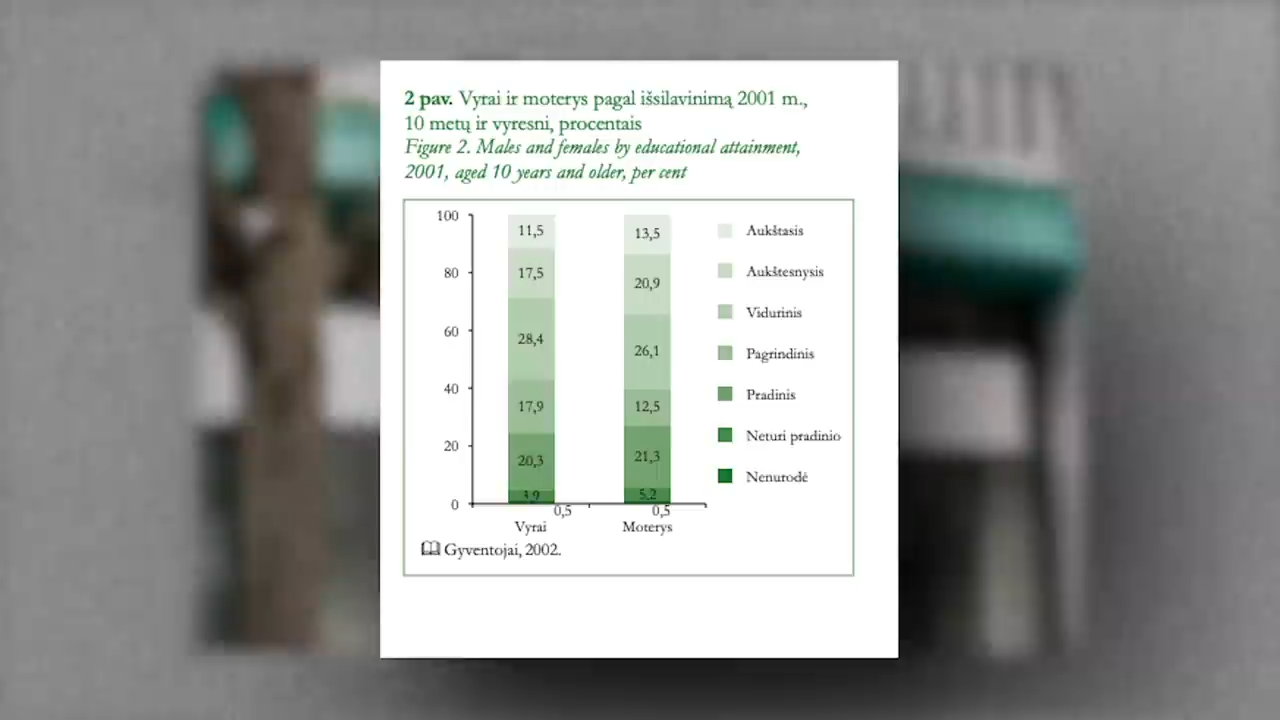 2 pav. Vyrai ir moterys pagal išsilavinimą 2001 m.,
10 metų ir vyresni, procentais
Figure 2. Males and females by educational attainment,
2001, aged 10 years and older, per cent
100
80
60
40
20
0
11,5
17,5
28,4
17,9
20,3
3,9
0,5
13,5
20,9
26,1
12,5
21,3
5,2
0,5
Vyrai
Moterys
Aukštasis
Aukštesnysis
Vidurinis
Pagrindinis
Pradinis
Neturi pradinio
Nenurodė
Gyventojai, 2002.